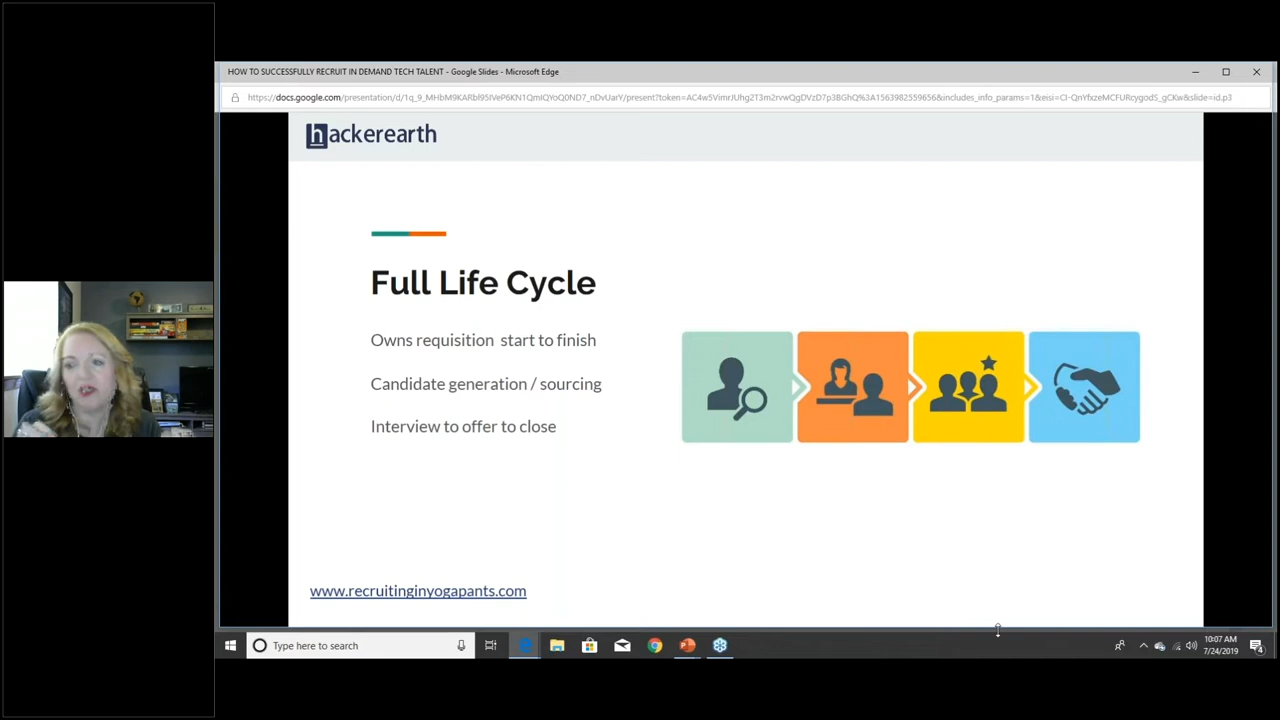 HOW TO SUCCESSFULLY RECRUIT IN DEMAND TECH TALENT - Google Slides - Microsoft Edge
hackerearth
Full Life Cycle
Owns requisition start to finish
Candidate generation / sourcing
Interview to offer to close
www.recruitinginyogapants.com
Type here to search
10:07 AM
7/24/2019
4